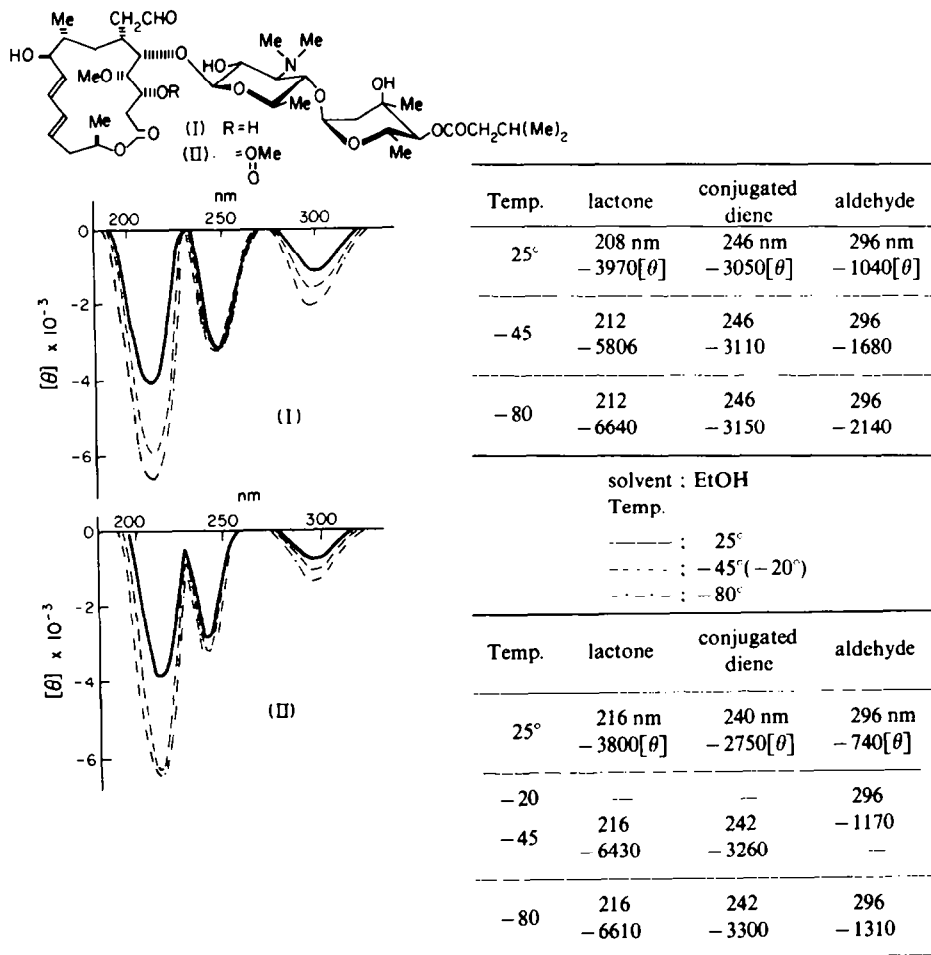 CH₂CHO
Me
HO
MeO
OR
Me
O
O
O
HO
Me
Me
N
O
Me
O
OH
Me
O
Me
OCOCH₂CH(Me)₂
(I) R=H
(II). =CMe
O
nm
200 250 300
0
-2
-4
-6
[θ] x 10⁻³
(I)
nm
200 250 300
0
-2
-4
-6
[θ] x 10⁻³
(II)
Temp. lactone conjugated diene aldehyde
25° 208 nm 246 nm 296 nm
-3970[θ] -3050[θ] -1040[θ]
-45 212 246 296
-5806 -3110 -1680
-80 212 246 296
-6640 -3150 -2140
solvent : EtOH
Temp.
——— : 25°
- - - - : -45°(-20°)
- · - · - : -80°
Temp. lactone conjugated diene aldehyde
25° 216 nm 240 nm 296 nm
-3800[θ] -2750[θ] -740[θ]
-20 — — 296
-45 216 242 -1170
-6430 -3260 —
-80 216 242 296
-6610 -3300 -1310